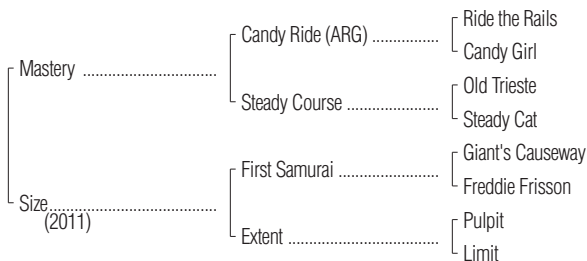 Ride the Rails
Candy Ride (ARG) ..................
Candy Girl
Mastery ....................................
Old Trieste
Steady Course .........................
Steady Cat
Giant's Causeway
First Samurai ...........................
Freddie Frisson
Size..........................................
(2011)
Pulpit
Extent ........................................
Limit